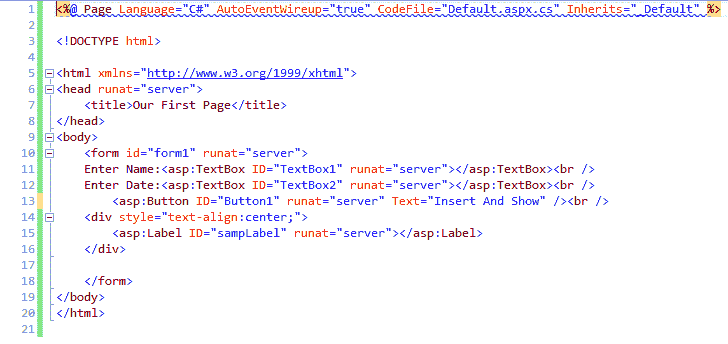 1 <%@ Page Language="C#" AutoEventWireup="true" CodeFile="Default.aspx.cs" Inherits="_Default" %>
2
3 <!DOCTYPE html>
4
5 <html xmlns="http://www.w3.org/1999/xhtml">
6 <head runat="server">
7 <title>Our First Page</title>
8 </head>
9 <body>
10 <form id="form1" runat="server">
11 Enter Name:<asp:TextBox ID="TextBox1" runat="server"></asp:TextBox><br />
12 Enter Date:<asp:TextBox ID="TextBox2" runat="server"></asp:TextBox><br />
13 <asp:Button ID="Button1" runat="server" Text="Insert And Show" /><br />
14 <div style="text-align:center;">
15 <asp:Label ID="sampLabel" runat="server"></asp:Label>
16 </div>
17
18 </form>
19 </body>
20 </html>
21